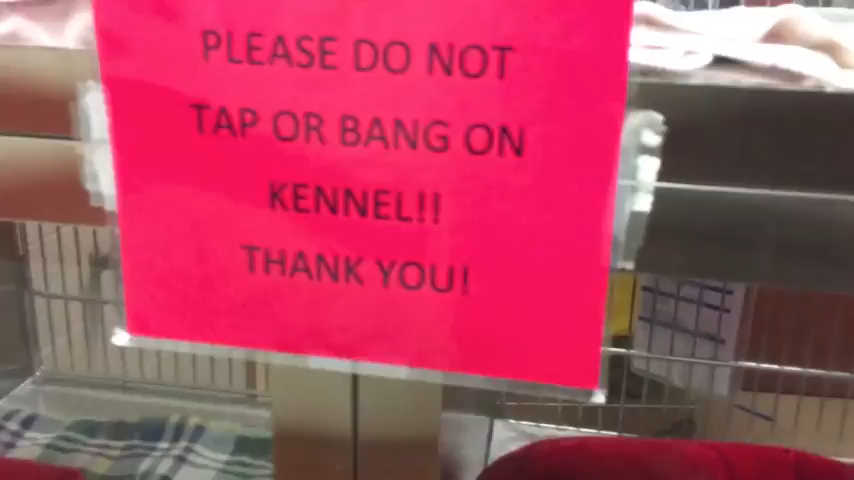 PLEASE DO NOT
TAP OR BANG ON
KENNEL!!
THANK YOU!